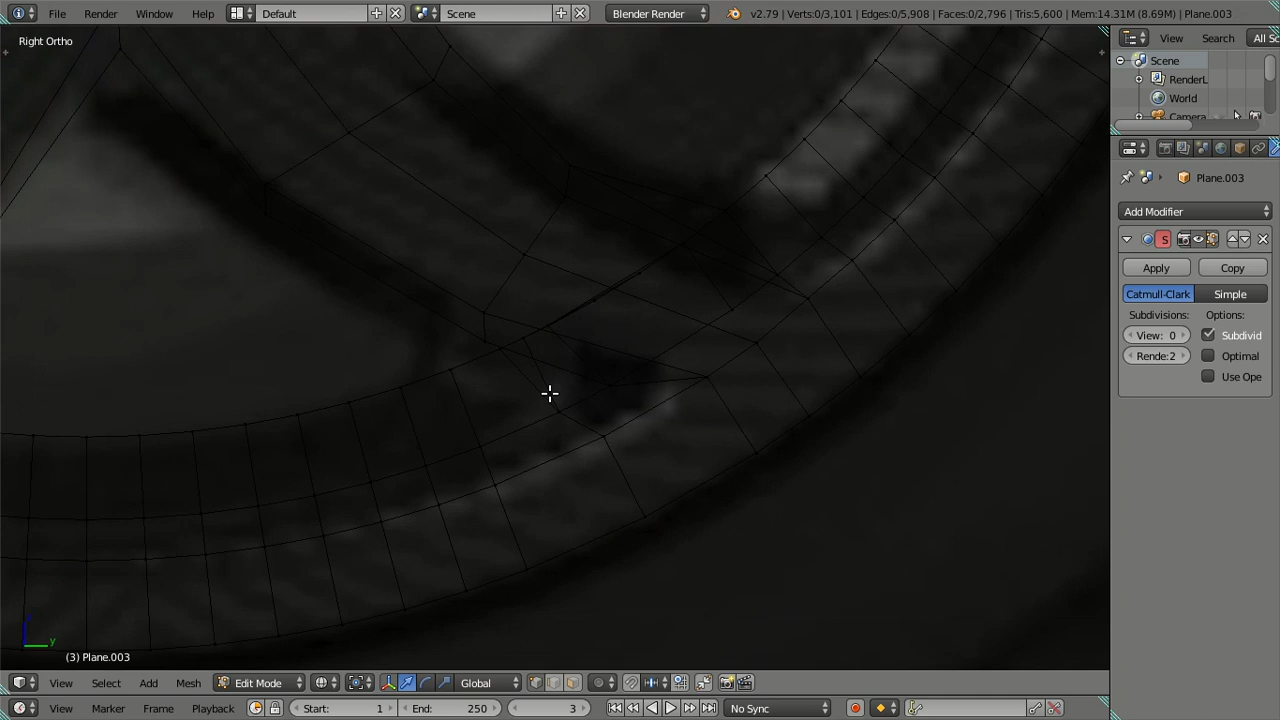 File Render Window Help Default Scene Blender Render v2.79 | Verts:0/3,101 | Edges:0/5,908 | Faces:0/2,796 | Tris:5,600 | Mem:14.31M (8.69M) | Plane.003
Right Ortho
View Search All Sc
Scene
RenderL
World
Camera
Plane.003
Add Modifier
S
Apply Copy
Catmull-Clark Simple
Subdivisions: Options:
View: 0 Subdivid
Rende:2 Optimal
Use Ope
z
y
(3) Plane.003
View Select Add Mesh Edit Mode Global
View Marker Frame Playback Start: 1 End: 250 3 No Sync